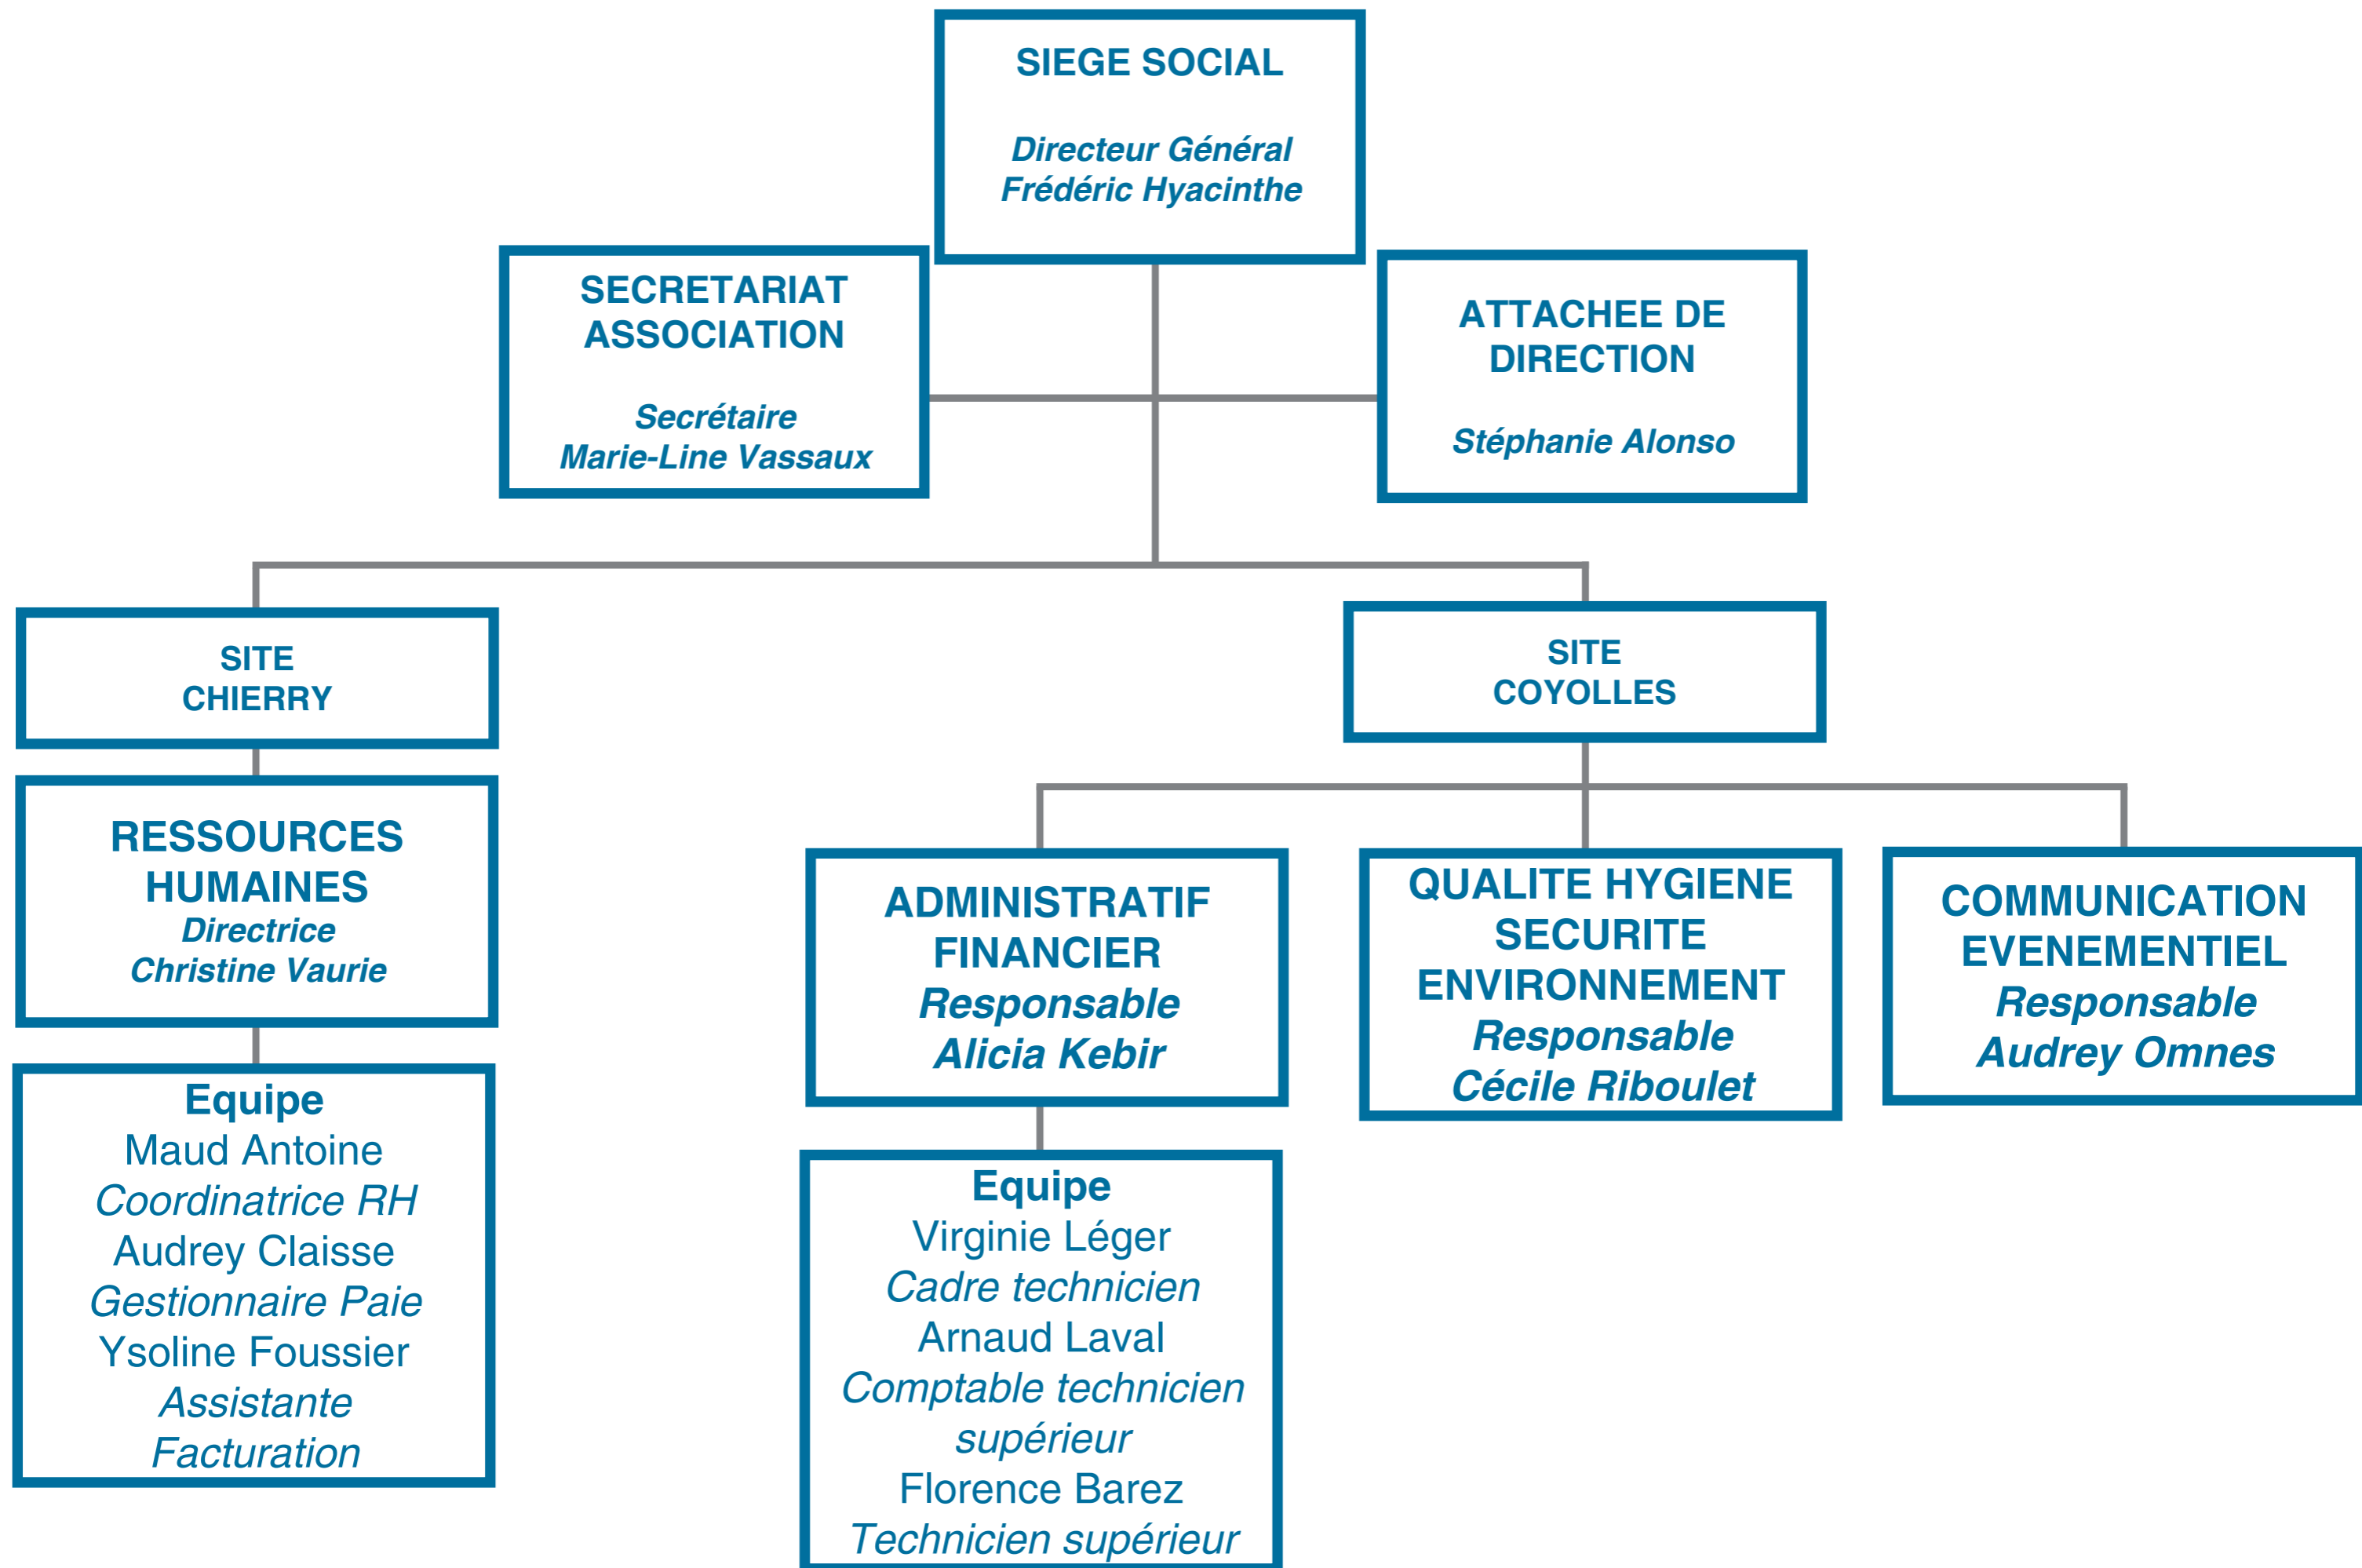 SIEGE SOCIAL
Directeur Général
Frédéric Hyacinthe
SECRETARIAT
ASSOCIATION
Secrétaire
Marie-Line Vassaux
ATTACHEE DE
DIRECTION
Stéphanie Alonso
SITE
CHIERRY
SITE
COYOLLES
RESSOURCES
HUMAINES
Directrice
Christine Vaurie
ADMINISTRATIF
FINANCIER
Responsable
Alicia Kebir
QUALITE HYGIENE
SECURITE
ENVIRONNEMENT
Responsable
Cécile Riboulet
COMMUNICATION
EVENEMENTIEL
Responsable
Audrey Omnes
Equipe
Maud Antoine
Coordinatrice RH
Audrey Claisse
Gestionnaire Paie
Ysoline Foussier
Assistante
Facturation
Equipe
Virginie Léger
Cadre technicien
Arnaud Laval
Comptable technicien
supérieur
Florence Barez
Technicien supérieur